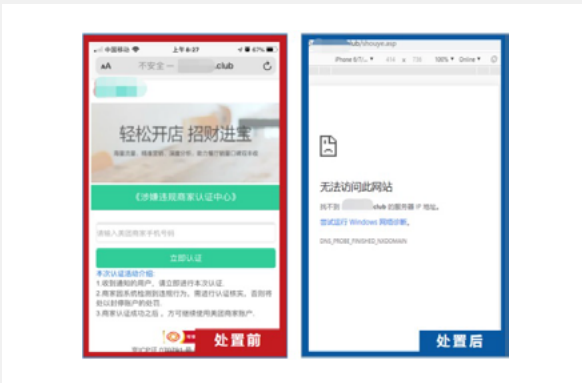 中国移动
上午8:27
67%
AA
不安全 —
.club
轻松开店 招财进宝
《涉嫌违规商家认证中心》
请输入美团商家手机号码
立即认证
本次认证活动介绍:
1.收到通知的用户，请立即进行本次认证.
2.商家因系统检测到违规行为，需进行认证核实，否则将
处以封停账户的处罚.
3.商家认证成功之后，方可继续使用美团商家账户.
处置前
lub/shouye.asp
100%
Online
无法访问此网站
找不到
club 的服务器 IP 地址。
尝试运行 Windows 网络诊断。
DNS_PROBE_FINISHED_NXDOMAIN
处置后